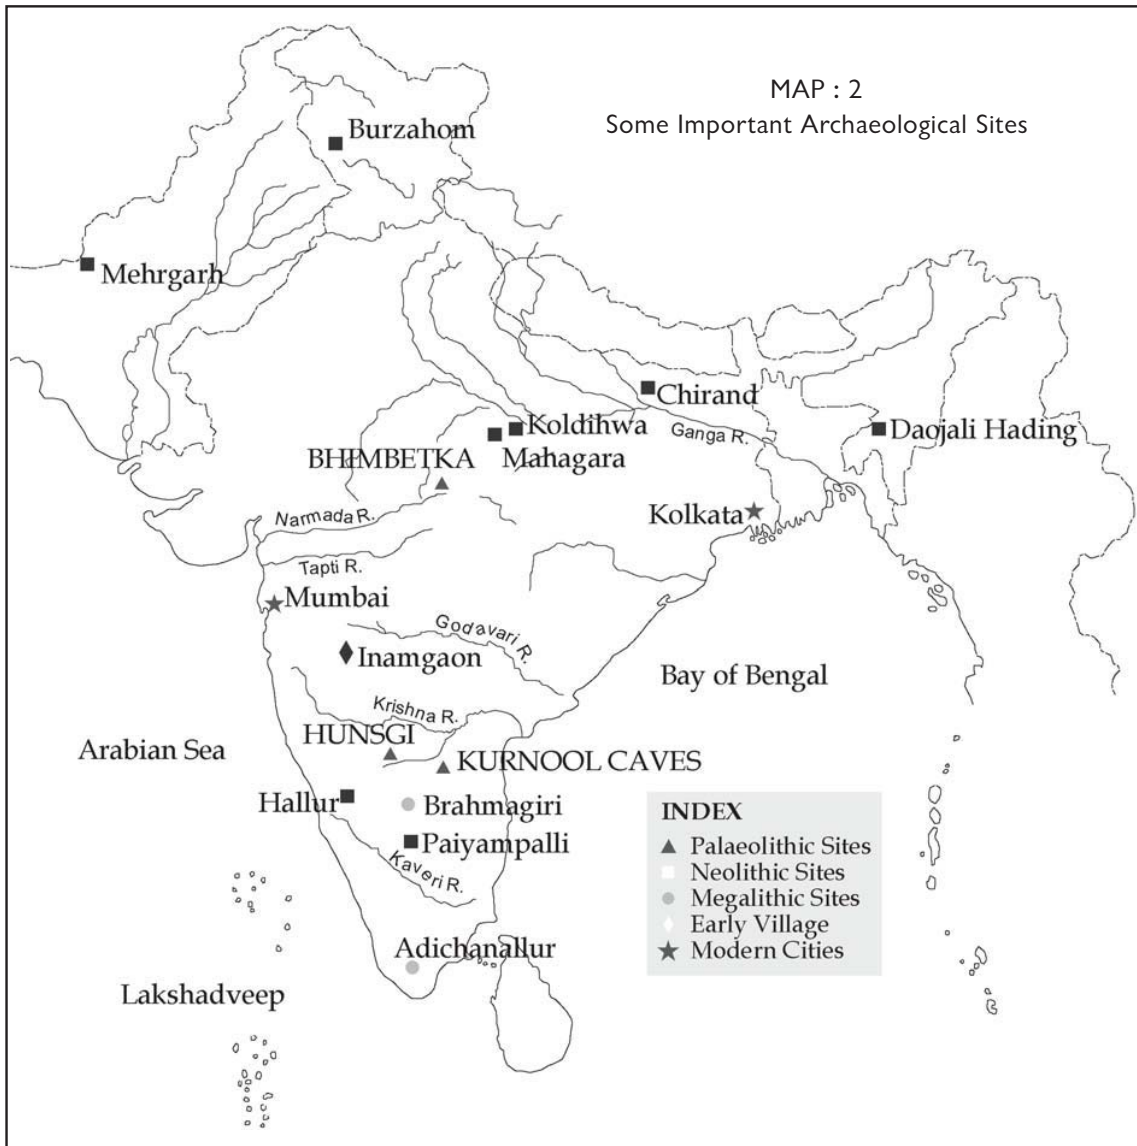 MAP : 2
Some Important Archaeological Sites
Burzahom
Mehrgarh
Chirand
Koldihwa
Ganga R.
Daojali Hading
Mahagara
BHIMBETKA
Narmada R.
Kolkata
Tapti R.
Mumbai
Godavari R.
Inamgaon
Bay of Bengal
Krishna R.
HUNSGI
Arabian Sea
KURNOOL CAVES
Hallur
Brahmagiri
Paiyampalli
Kaveri R.
Adichanallur
Lakshadveep
INDEX
Palaeolithic Sites
Neolithic Sites
Megalithic Sites
Early Village
Modern Cities